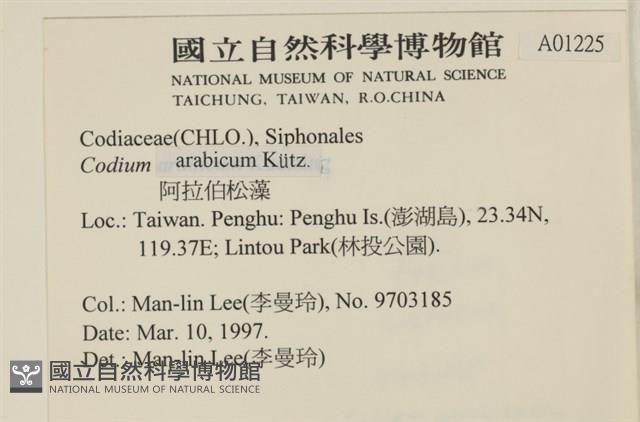 國立自然科學博物館
A01225
NATIONAL MUSEUM OF NATURAL SCIENCE
TAICHUNG, TAIWAN, R.O.CHINA
Codiaceae(CHLO.), Siphonales
Codium arabicum Kütz.
阿拉伯松藻
Loc.: Taiwan. Penghu: Penghu Is.(澎湖島), 23.34N,
119.37E; Lintou Park(林投公園).
Col.: Man-lin Lee(李曼玲), No. 9703185
Date: Mar. 10, 1997.
Det.: Man-lin Lee(李曼玲)
國立自然科學博物館
NATIONAL MUSEUM OF NATURAL SCIENCE